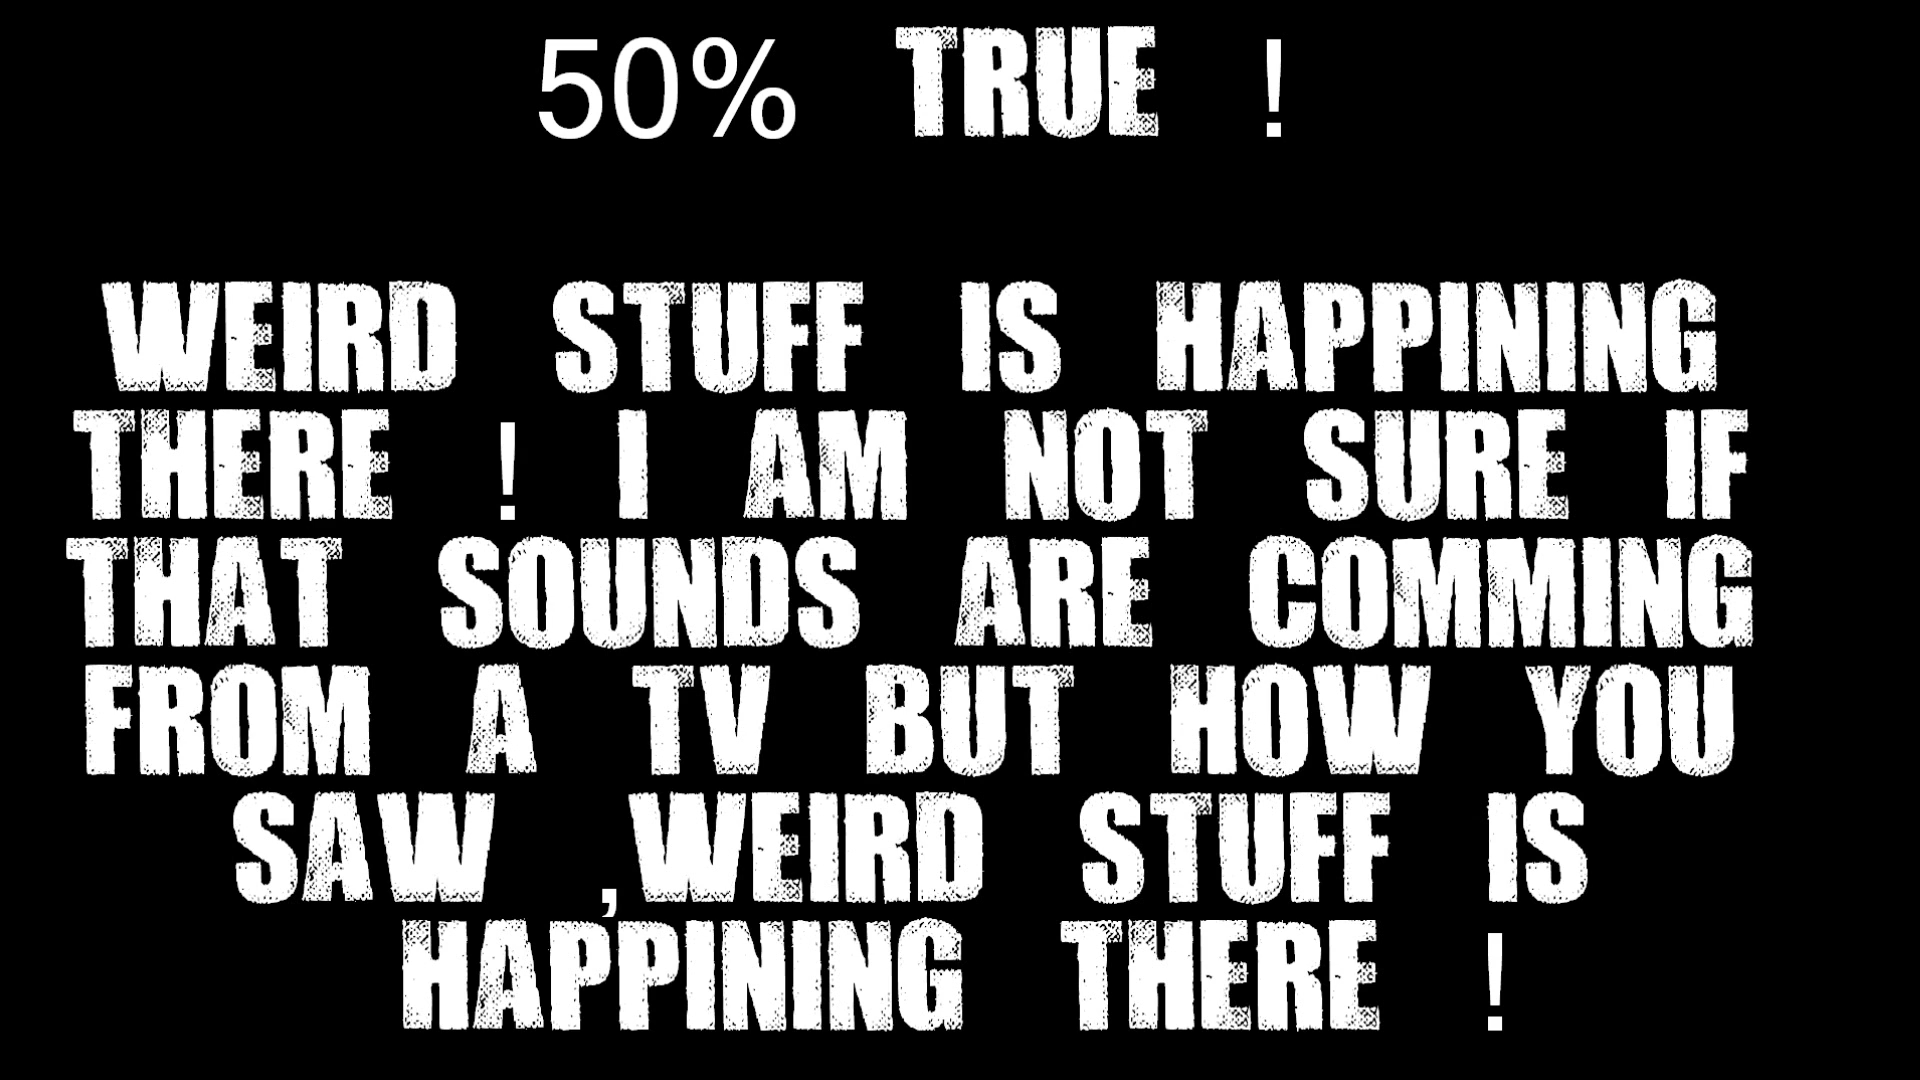 50% TRUE !
WEIRD STUFF IS HAPPINING
THERE ! I AM NOT SURE IF
THAT SOUNDS ARE COMMING
FROM A TV BUT HOW YOU
SAW ,WEIRD STUFF IS
HAPPINING THERE !